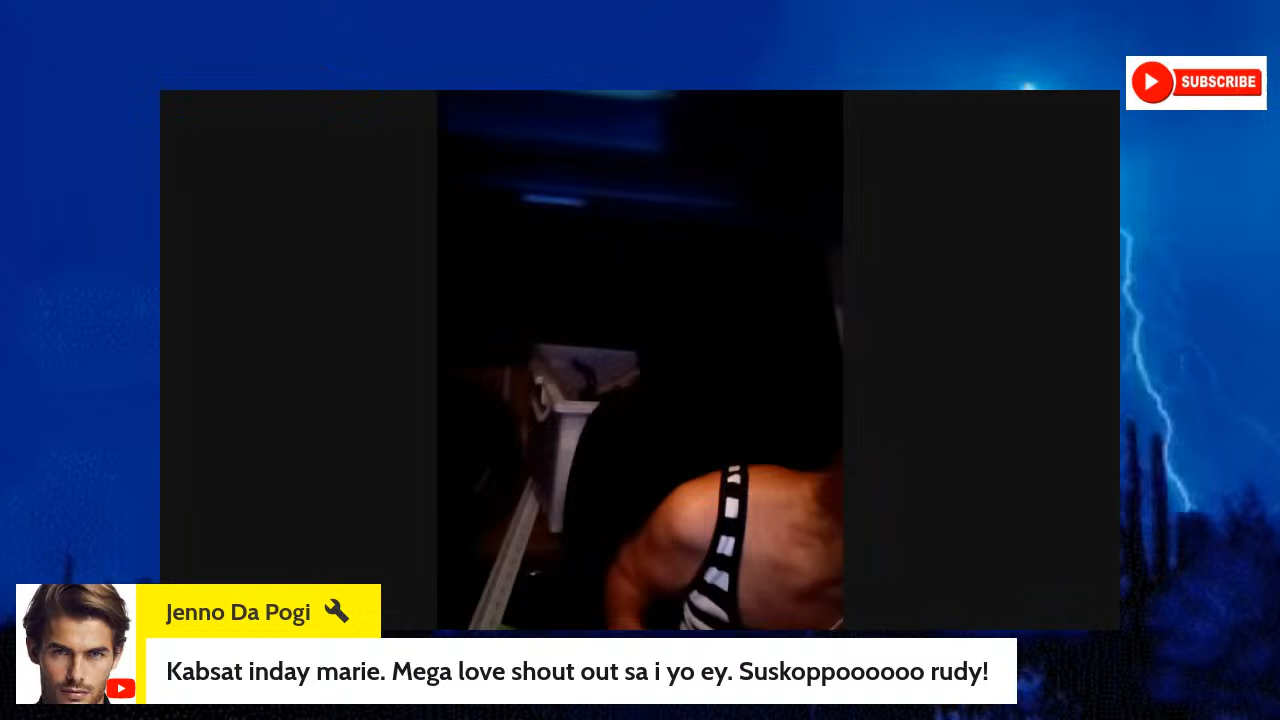 SUBSCRIBE
Jenno Da Pogi
Kabsat inday marie. Mega love shout out sa i yo ey. Suskoppoooooo rudy!